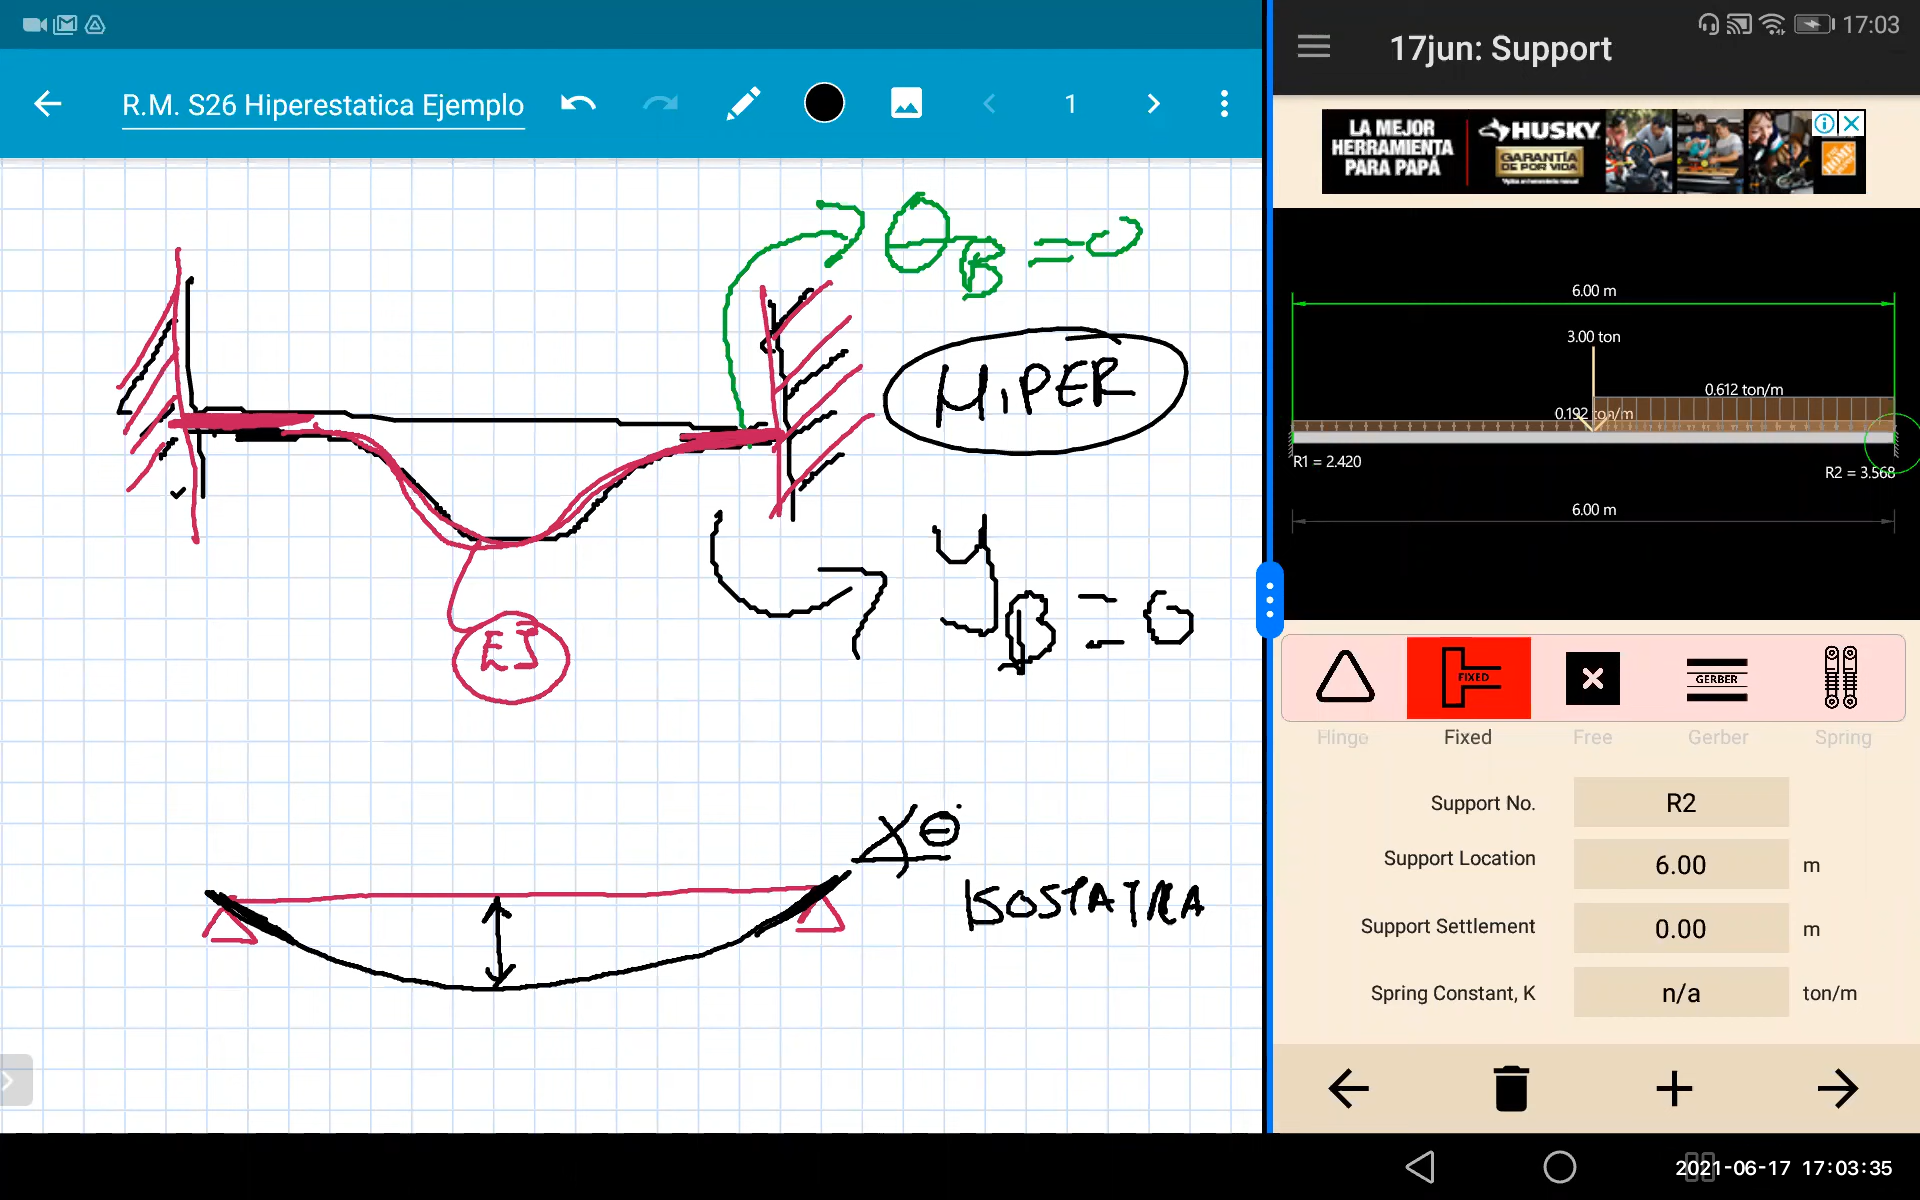 R.M. S26 Hiperestatica Ejemplo
1
θB = 0
HIPER
yB = 0
EI
θ
ISOSTATICA
17:03
17jun: Support
LA MEJOR
HERRAMIENTA
PARA PAPÁ
HUSKY
GARANTÍA
DE POR VIDA
6.00 m
3.00 ton
0.612 ton/m
0.192 ton/m
R1 = 2.420
R2 = 3.568
6.00 m
FIXED
GERBER
Hinge
Fixed
Free
Gerber
Spring
Support No.
R2
Support Location
6.00
m
Support Settlement
0.00
m
Spring Constant, K
n/a
ton/m
2021-06-17 17:03:35